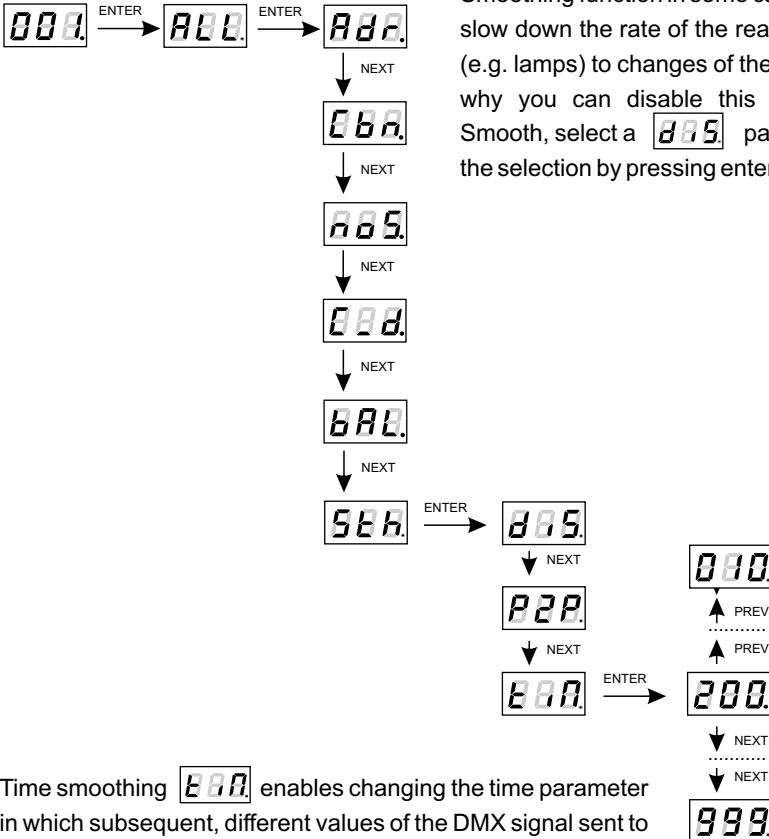 Smoothing function in some
slow down the rate of the rea
(e.g. lamps) to changes of the
why you can disable this
Smooth, select a diS. pa
the selection by pressing enter
001. ENTER ALL. ENTER Adr.
NEXT
Cbn.
NEXT
noS.
NEXT
C_d.
NEXT
bAL.
NEXT
Sth. ENTER diS.
NEXT
P2P.
NEXT
tiM. ENTER 200.
010.
PREV
PREV
NEXT
NEXT
999.
Time smoothing tiM. enables changing the time parameter
in which subsequent, different values of the DMX signal sent to